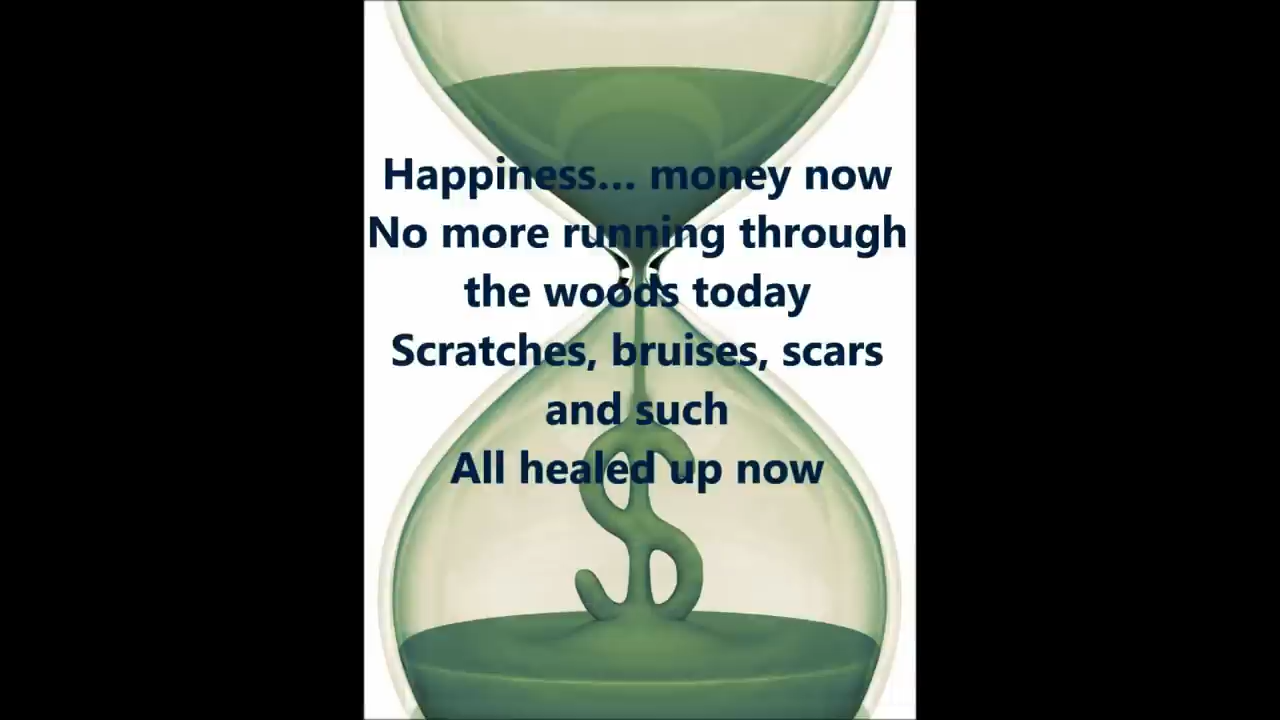 Happiness... money now
No more running through
the woods today
Scratches, bruises, scars
and such
All healed up now